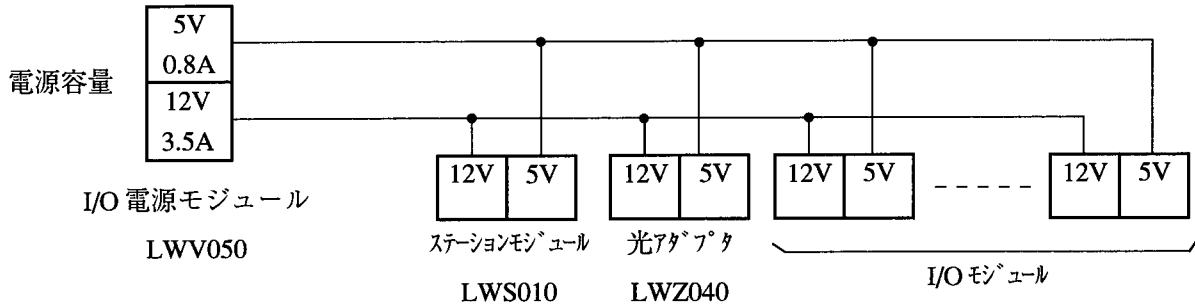 5V
0.8A
電源容量
12V
3.5A
I/O 電源モジュール
LWV050
12V 5V
ステーションモジュール
LWS010
12V 5V
光アダプタ
LWZ040
12V 5V
12V 5V
I/O モジュール